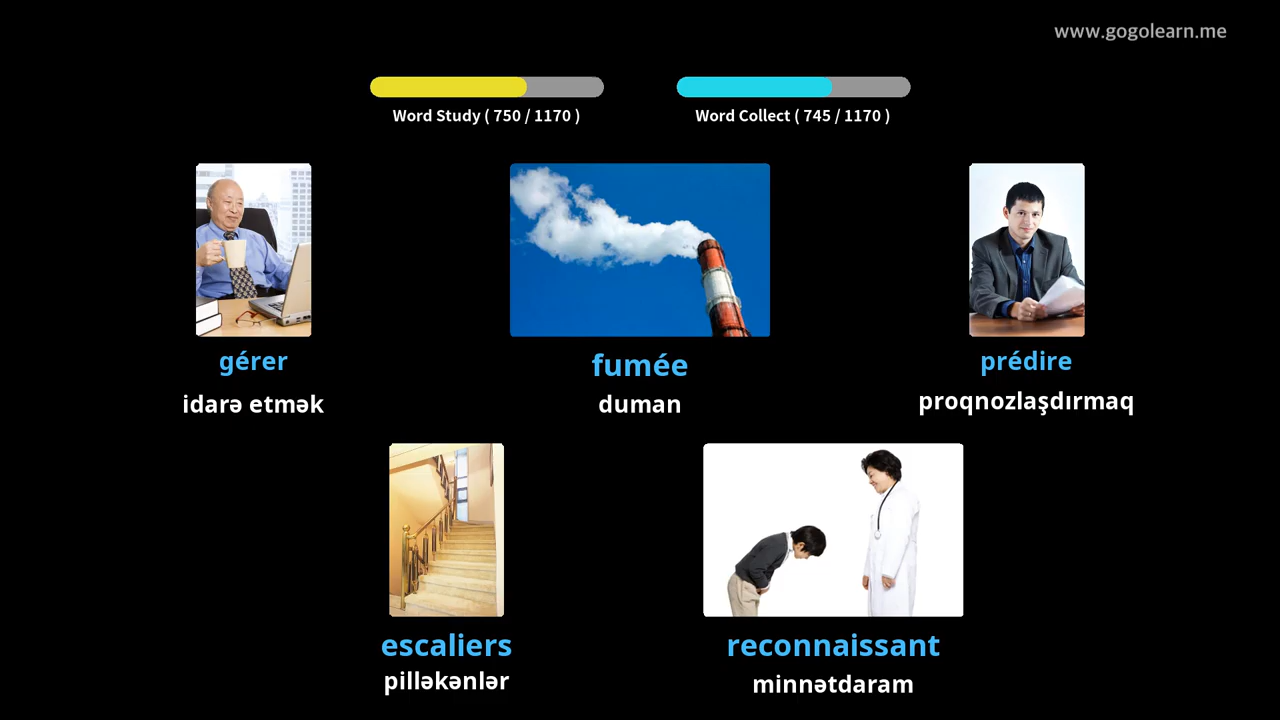 www.gogolearn.me
Word Study ( 750 / 1170 )
Word Collect ( 745 / 1170 )
gérer
idarə etmək
fumée
duman
prédire
proqnozlaşdırmaq
escaliers
pilləkənlər
reconnaissant
minnətdaram